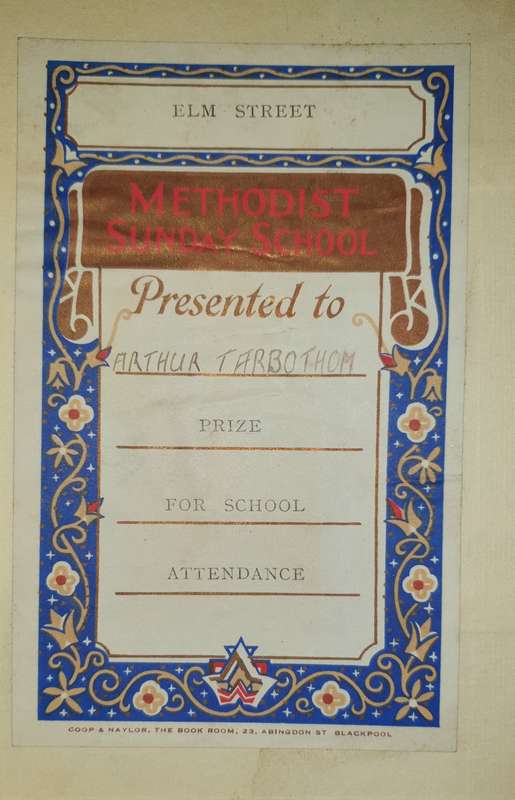 ELM STREET
METHODIST
SUNDAY SCHOOL
Presented to
ARTHUR TARBOTHOM
PRIZE
FOR SCHOOL
ATTENDANCE
COOP & NAYLOR, THE BOOK ROOM, 23, ABINGDON ST BLACKPOOL